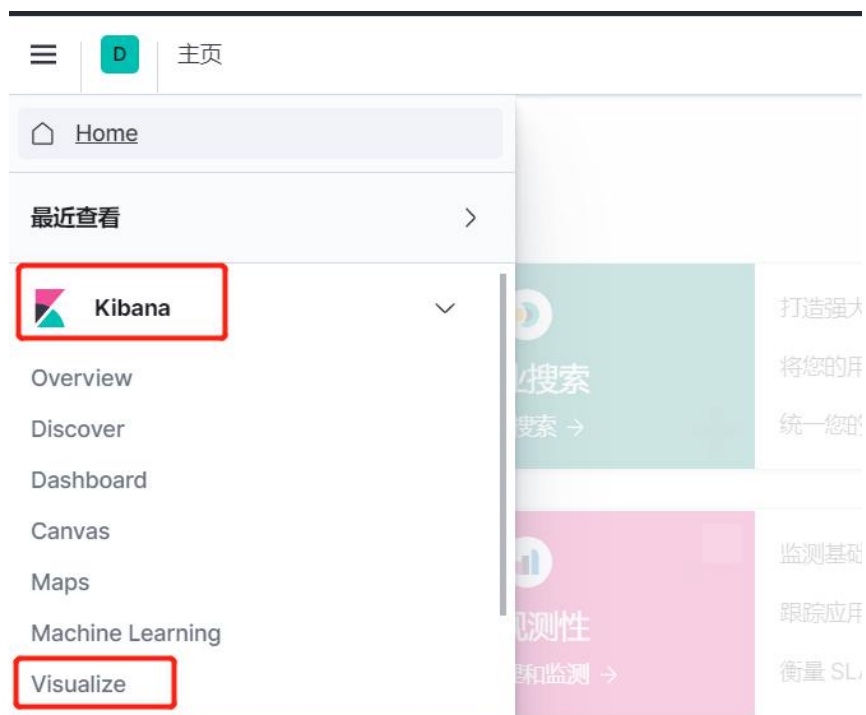 D 主页
Home
最近查看
Kibana
Overview
Discover
Dashboard
Canvas
Maps
Machine Learning
Visualize
业搜索
搜索 →
打造强大
将您的用
统一您的
观测性
和监测 →
监测基础
跟踪应用
衡量 SLA